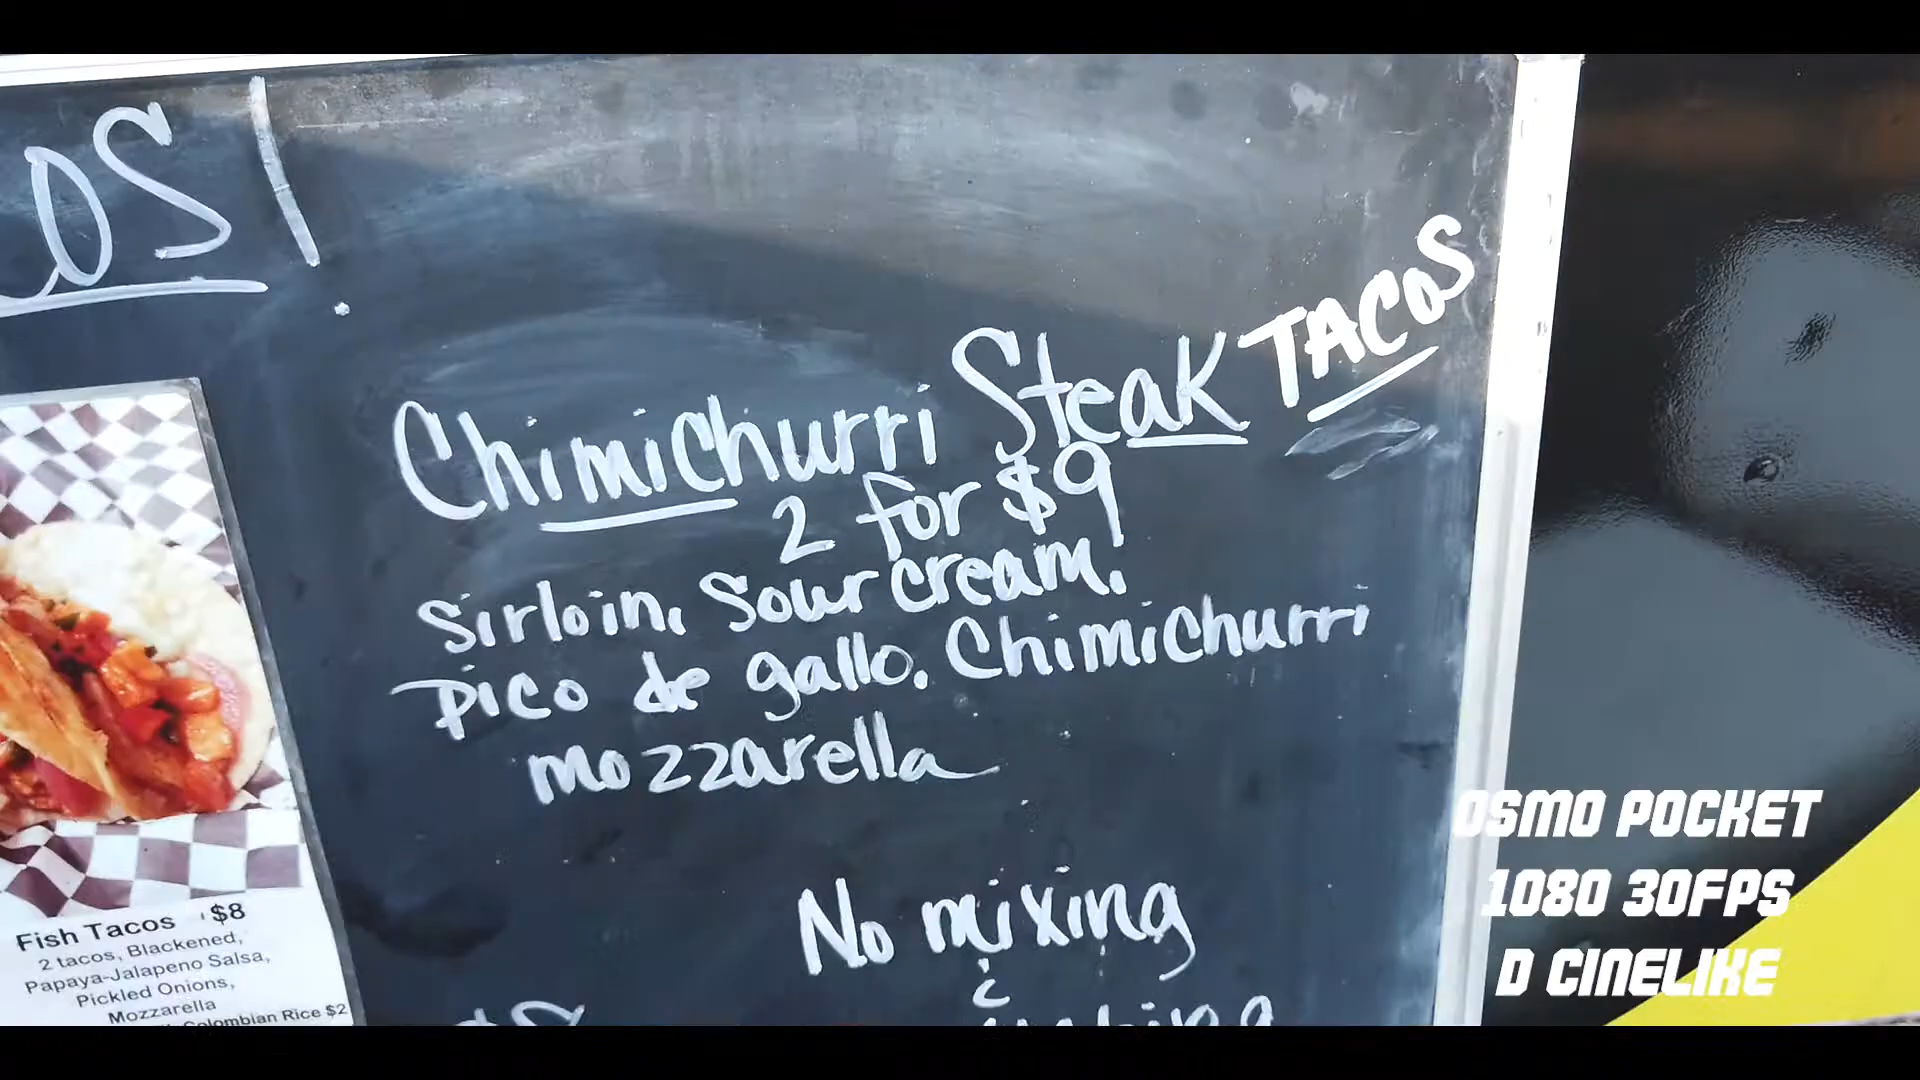 os!
Chimichurri Steak TACOS
2 for $9
Sirloin, Sour cream,
pico de gallo, Chimichurri
mozzarella
No mixing
Fish Tacos $8
2 tacos, Blackened,
Papaya-Jalapeno Salsa,
Pickled Onions,
Mozzarella
Colombian Rice $2
OSMO POCKET
1080 30FPS
D CINELIKE